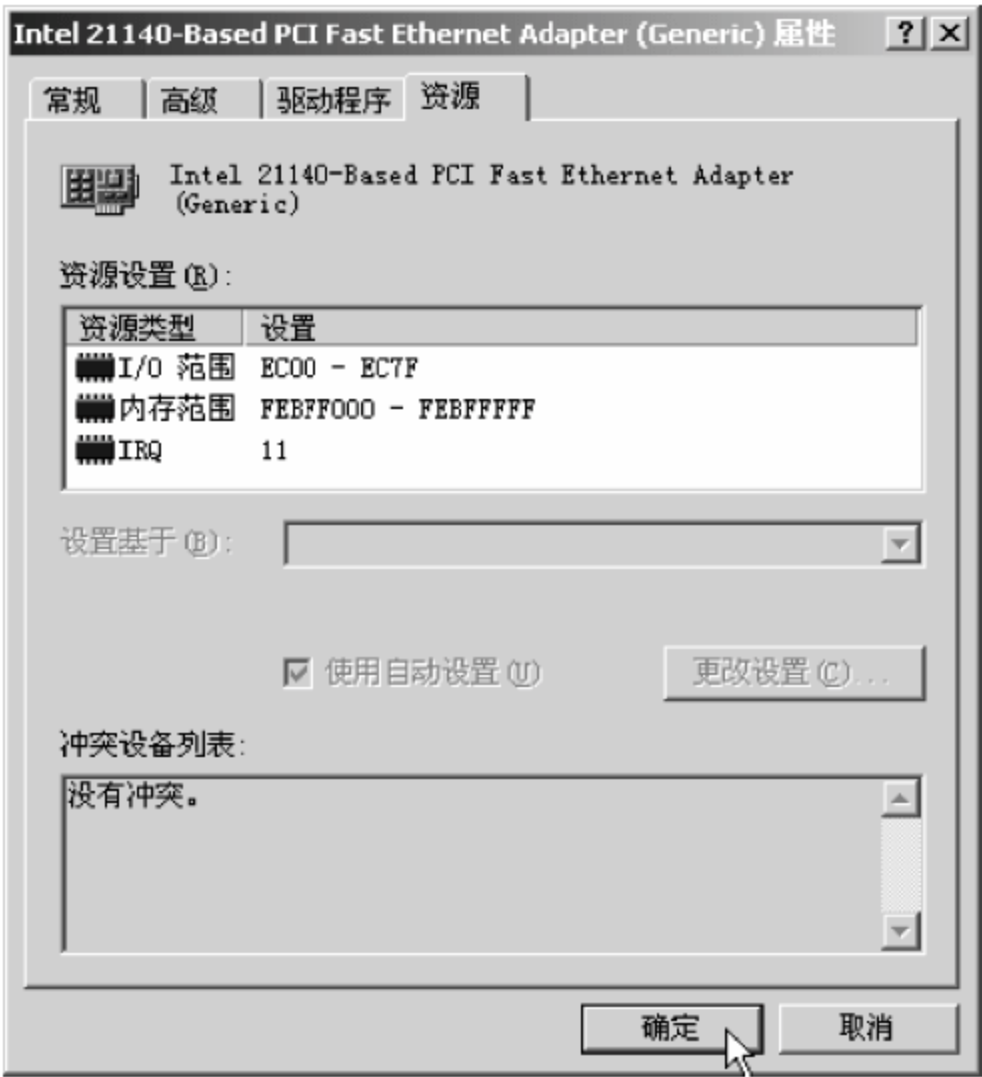 Intel 21140-Based PCI Fast Ethernet Adapter (Generic) 属性
常规 高级 驱动程序 资源
Intel 21140-Based PCI Fast Ethernet Adapter
(Generic)
资源设置(R):
资源类型 设置
I/O 范围 EC00 - EC7F
内存范围 FEBFF000 - FEBFFFFF
IRQ 11
设置基于(B):
使用自动设置(U) 更改设置(C)...
冲突设备列表:
没有冲突。
确定 取消